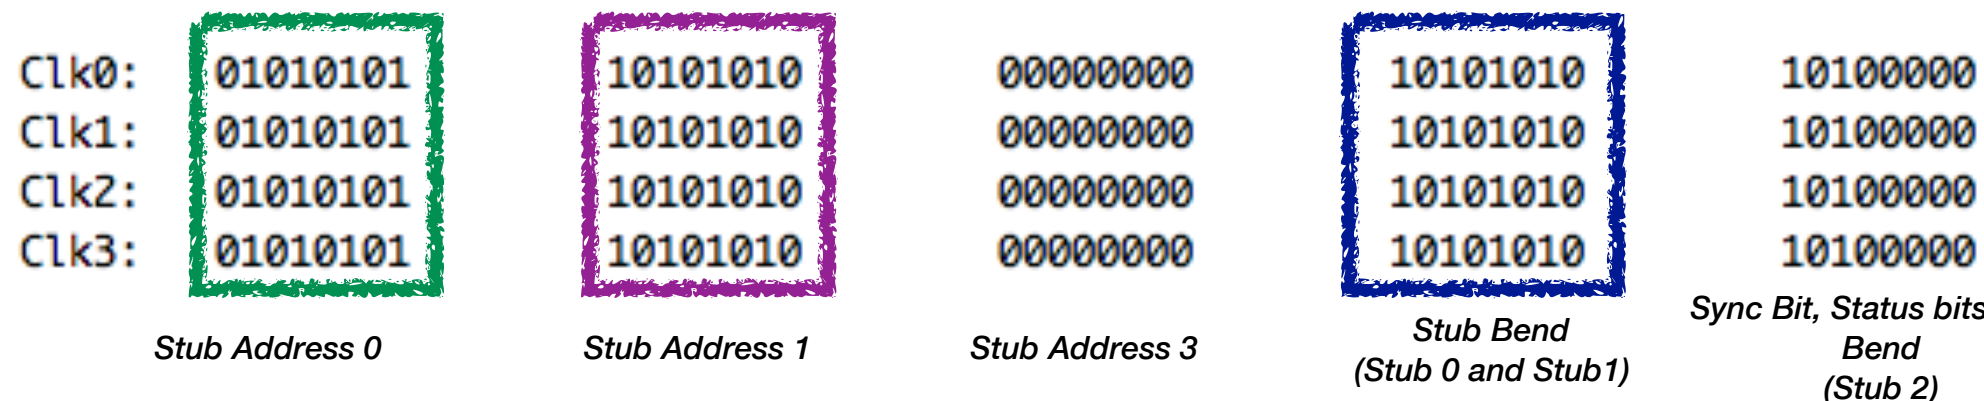 Clk0: 01010101 10101010 00000000 10101010 10100000
Clk1: 01010101 10101010 00000000 10101010 10100000
Clk2: 01010101 10101010 00000000 10101010 10100000
Clk3: 01010101 10101010 00000000 10101010 10100000
Stub Address 0
Stub Address 1
Stub Address 3
Stub Bend
(Stub 0 and Stub1)
Sync Bit, Status bits
Bend
(Stub 2)